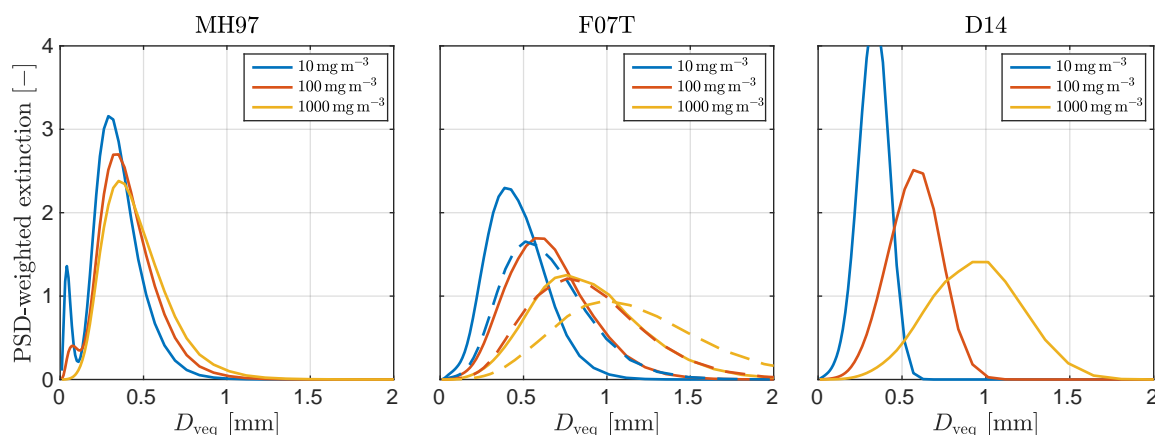 MH97
F07T
D14
PSD-weighted extinction [−]
4
3
2
1
0
10 mg m⁻³
100 mg m⁻³
1000 mg m⁻³
10 mg m⁻³
100 mg m⁻³
1000 mg m⁻³
10 mg m⁻³
100 mg m⁻³
1000 mg m⁻³
0 0.5 1 1.5 2
0 0.5 1 1.5 2
0 0.5 1 1.5 2
D_veq [mm]
D_veq [mm]
D_veq [mm]